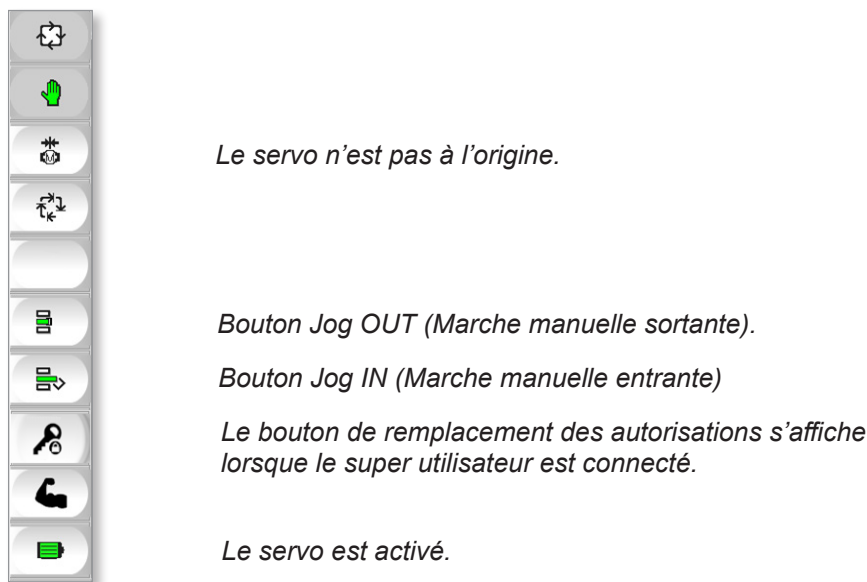 Le servo n'est pas à l'origine.
Bouton Jog OUT (Marche manuelle sortante).
Bouton Jog IN (Marche manuelle entrante)
Le bouton de remplacement des autorisations s'affiche
lorsque le super utilisateur est connecté.
Le servo est activé.